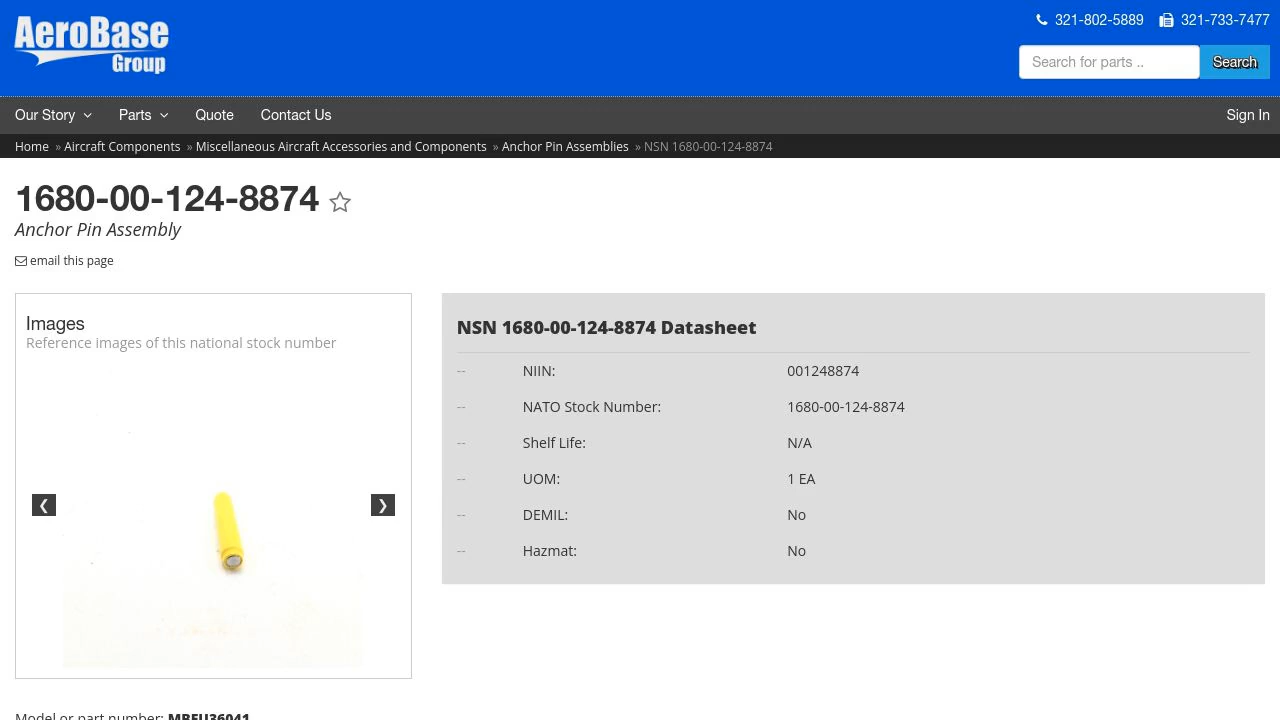 AeroBase
Group
321-802-5889 321-733-7477
Search for parts .. Search
Our Story Parts Quote Contact Us Sign In
Home » Aircraft Components » Miscellaneous Aircraft Accessories and Components » Anchor Pin Assemblies » NSN 1680-00-124-8874
1680-00-124-8874
Anchor Pin Assembly
email this page
Images
Reference images of this national stock number
❮ ❯
NSN 1680-00-124-8874 Datasheet
-- NIIN: 001248874
-- NATO Stock Number: 1680-00-124-8874
-- Shelf Life: N/A
-- UOM: 1 EA
-- DEMIL: No
-- Hazmat: No
Model or part number: MBEU36041